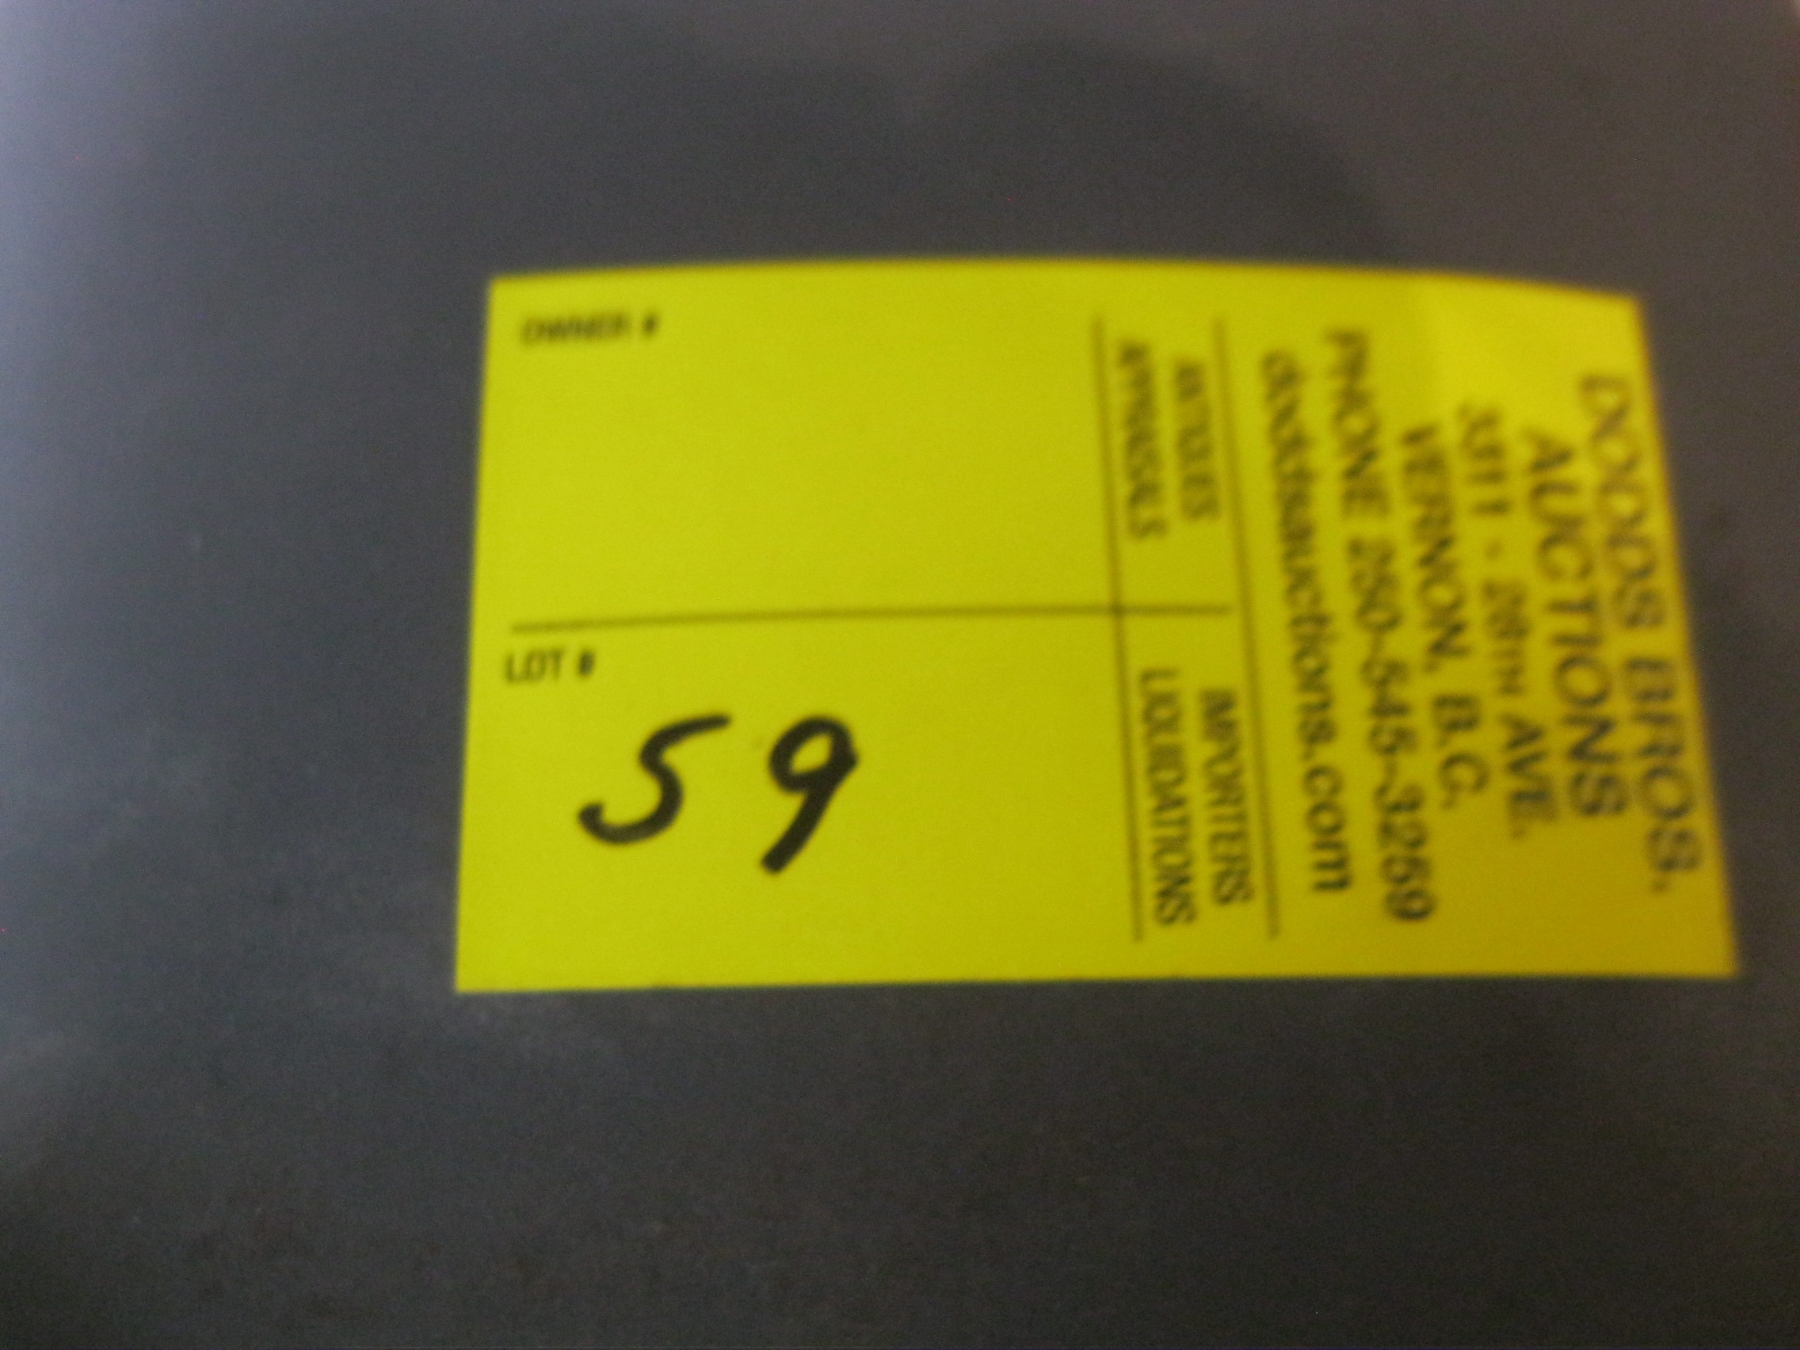 DODDS BROS.
AUCTIONS
3311 - 28TH AVE.
VERNON, B.C.
PHONE 250-545-3259
doddsauctions.com
ANTIQUES
APPRAISALS
IMPORTERS
LIQUIDATIONS
OWNER #
LOT #
59